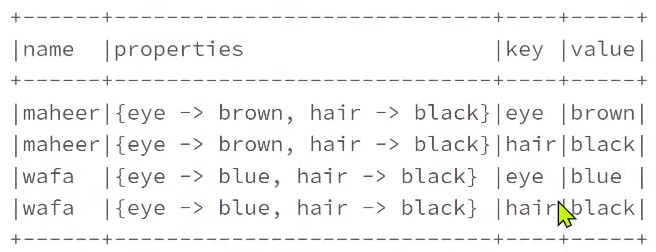 +------+-----------------------------+----+-----+
|name  |properties                   |key |value|
+------+-----------------------------+----+-----+
|maheer|{eye -> brown, hair -> black}|eye |brown|
|maheer|{eye -> brown, hair -> black}|hair|black|
|wafa  |{eye -> blue, hair -> black} |eye |blue |
|wafa  |{eye -> blue, hair -> black} |hair|black|
+------+-----------------------------+----+-----+